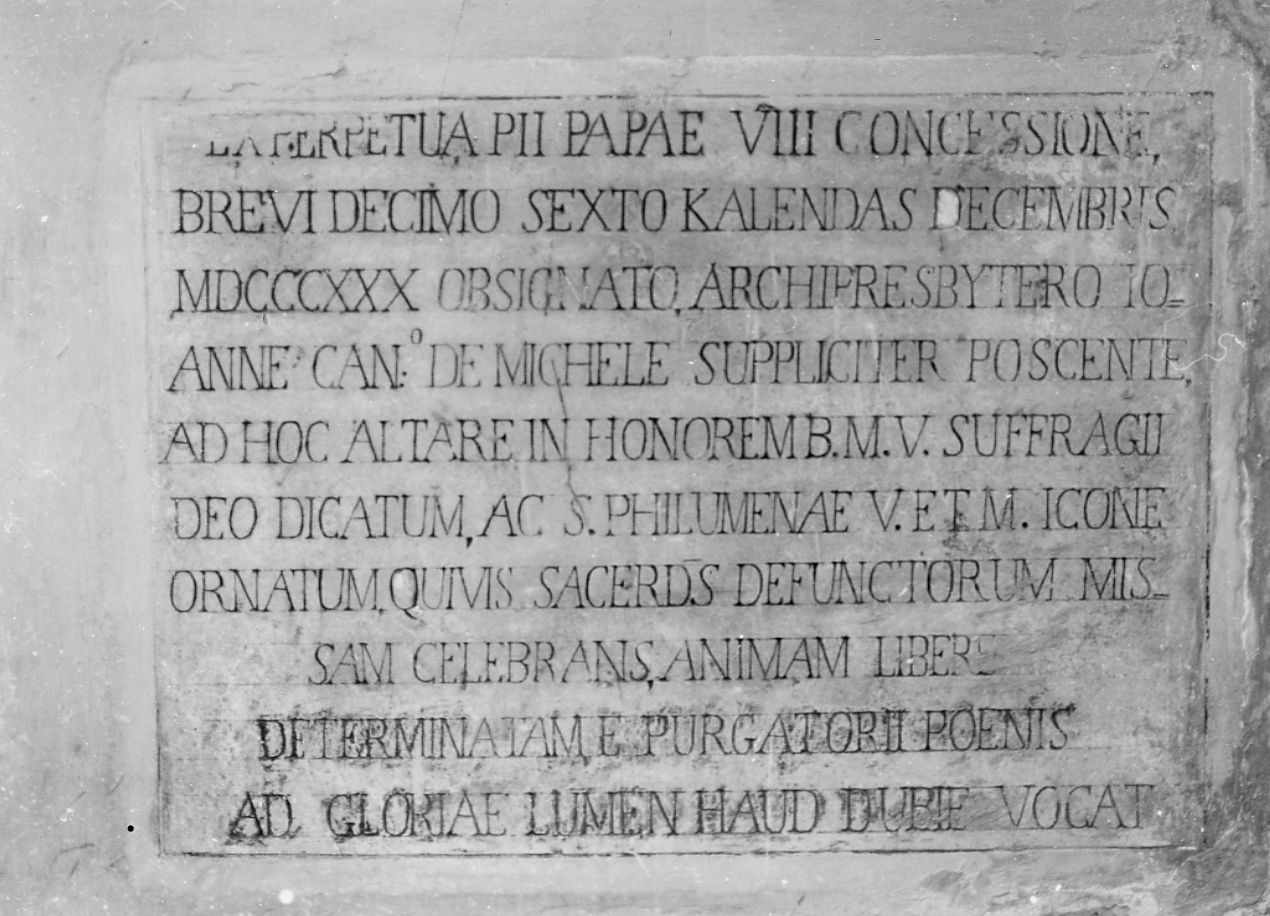 EX PERPETUA PII PAPAE VIII CONCESSIONE,
BREVI DECIMO SEXTO KALENDAS DECEMBRIS
MDCCCXXX OBSIGNATO, ARCHIPRESBYTERO IO=
ANNE CAN:º DE MICHELE SUPPLICITER POSCENTE,
AD HOC ALTARE IN HONOREM B.M.V. SUFFRAGII
DEO DICATUM, AC S. PHILUMENAE V. ET M. ICONE
ORNATUM, QUIVIS SACERDS̄ DEFUNCTORUM MIS=
SAM CELEBRANS, ANIMAM LIBERE
DETERMINATAM, E PURGATORII POENIS
AD GLORIAE LUMEN HAUD DUBIE VOCAT